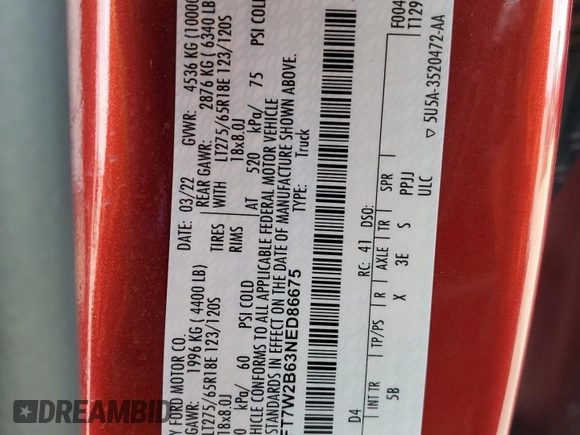 Y FORD MOTOR CO.
DATE: 03/22 GVWR: 4536 KG (10000
GAWR: 1996 KG ( 4400 LB) REAR GAWR: 2876 KG ( 6340 LB
LT275/65R18E 123/120S TIRES WITH LT275/65R18E 123/120S
18x8.0J RIMS 18x8.0J
0 kPa/ 60 PSI COLD AT 520 kPa/ 75 PSI COLD
HICLE CONFORMS TO ALL APPLICABLE FEDERAL MOTOR VEHICLE
STANDARDS IN EFFECT ON THE DATE OF MANUFACTURE SHOWN ABOVE.
FT7W2B63NED86675 TYPE: Truck
F004
T129
D4 RC: 41 DSO:
INT TR TP/PS R AXLE TR SPR
5B X 3E S PPJJ
ULC
▽ 5U5A-3520472-AA
DREAMBID